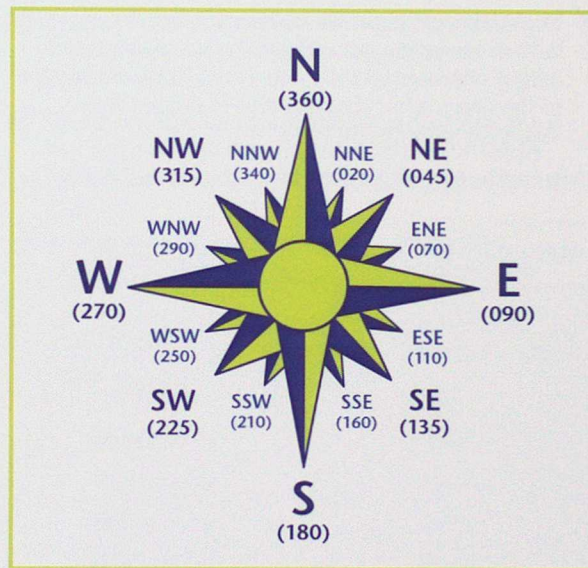 N
(360)
NW
(315)
NNW
(340)
NNE
(020)
NE
(045)
WNW
(290)
ENE
(070)
W
(270)
E
(090)
WSW
(250)
ESE
(110)
SW
(225)
SSW
(210)
SSE
(160)
SE
(135)
S
(180)